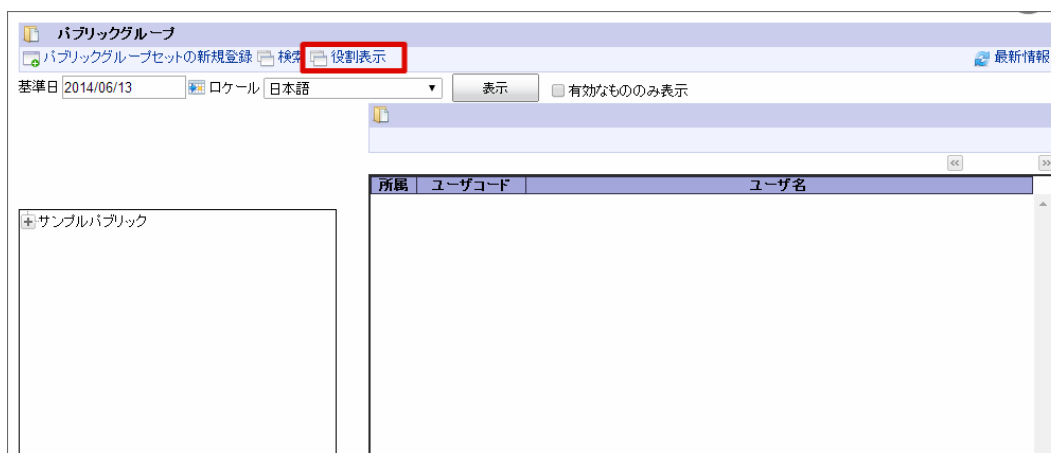 パブリックグループ
パブリックグループセットの新規登録 検索 役割表示 最新情報
基準日 2014/06/13 ロケール 日本語 表示 有効なもののみ表示
所属 ユーザコード ユーザ名
サンプルパブリック